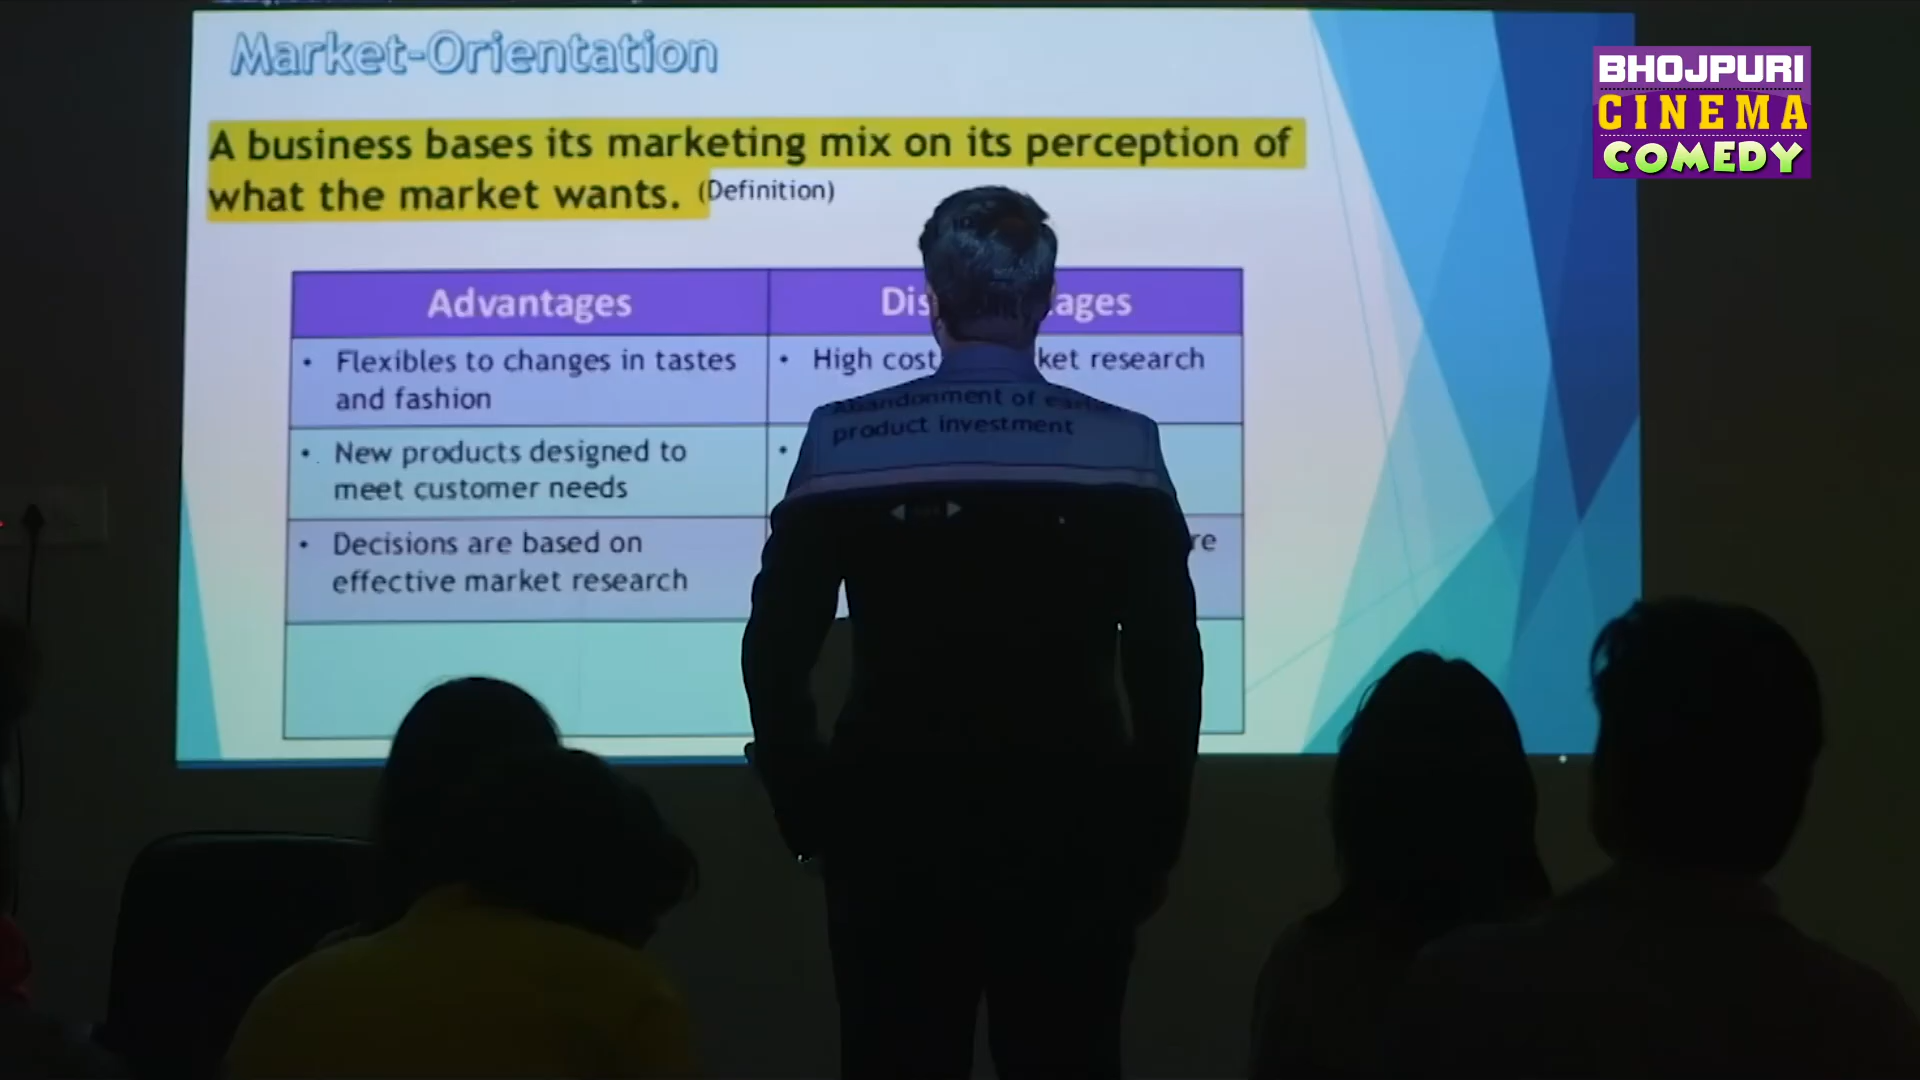 Market-Orientation
BHOJPURI
CINEMA
COMEDY
A business bases its marketing mix on its perception of
what the market wants. (Definition)
Advantages
• Flexibles to changes in tastes
and fashion
• New products designed to
meet customer needs
• Decisions are based on
effective market research
• High cost ket research
Abandonment of
product investment